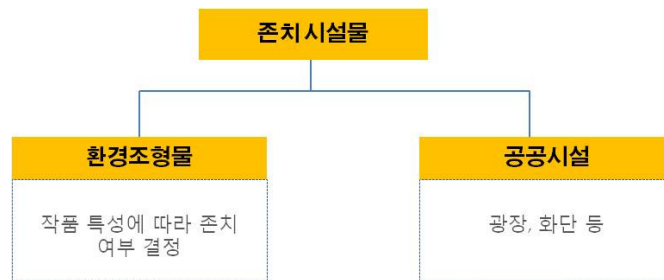 존치시설물
환경조형물
작품 특성에 따라 존치
여부 결정
공공시설
광장, 화단 등